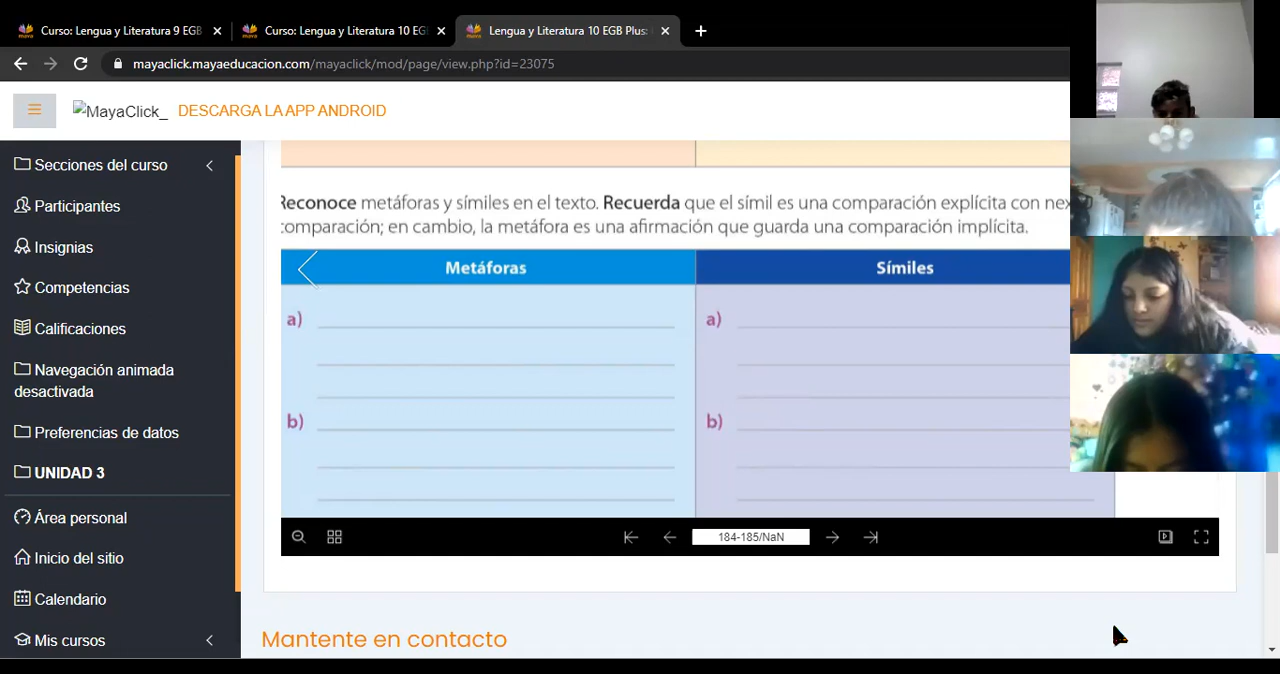 Curso: Lengua y Literatura 9 EGB
Curso: Lengua y Literatura 10 EGB
Lengua y Literatura 10 EGB Plus:
mayaclick.mayaeducacion.com/mayaclick/mod/page/view.php?id=23075
MayaClick_
DESCARGA LA APP ANDROID
Secciones del curso
Participantes
Insignias
Competencias
Calificaciones
Navegación animada
desactivada
Preferencias de datos
UNIDAD 3
Área personal
Inicio del sitio
Calendario
Mis cursos
Reconoce metáforas y símiles en el texto. Recuerda que el símil es una comparación explícita con nex
comparación; en cambio, la metáfora es una afirmación que guarda una comparación implícita.
Metáforas
Símiles
a)
a)
b)
b)
184-185/NaN
Mantente en contacto